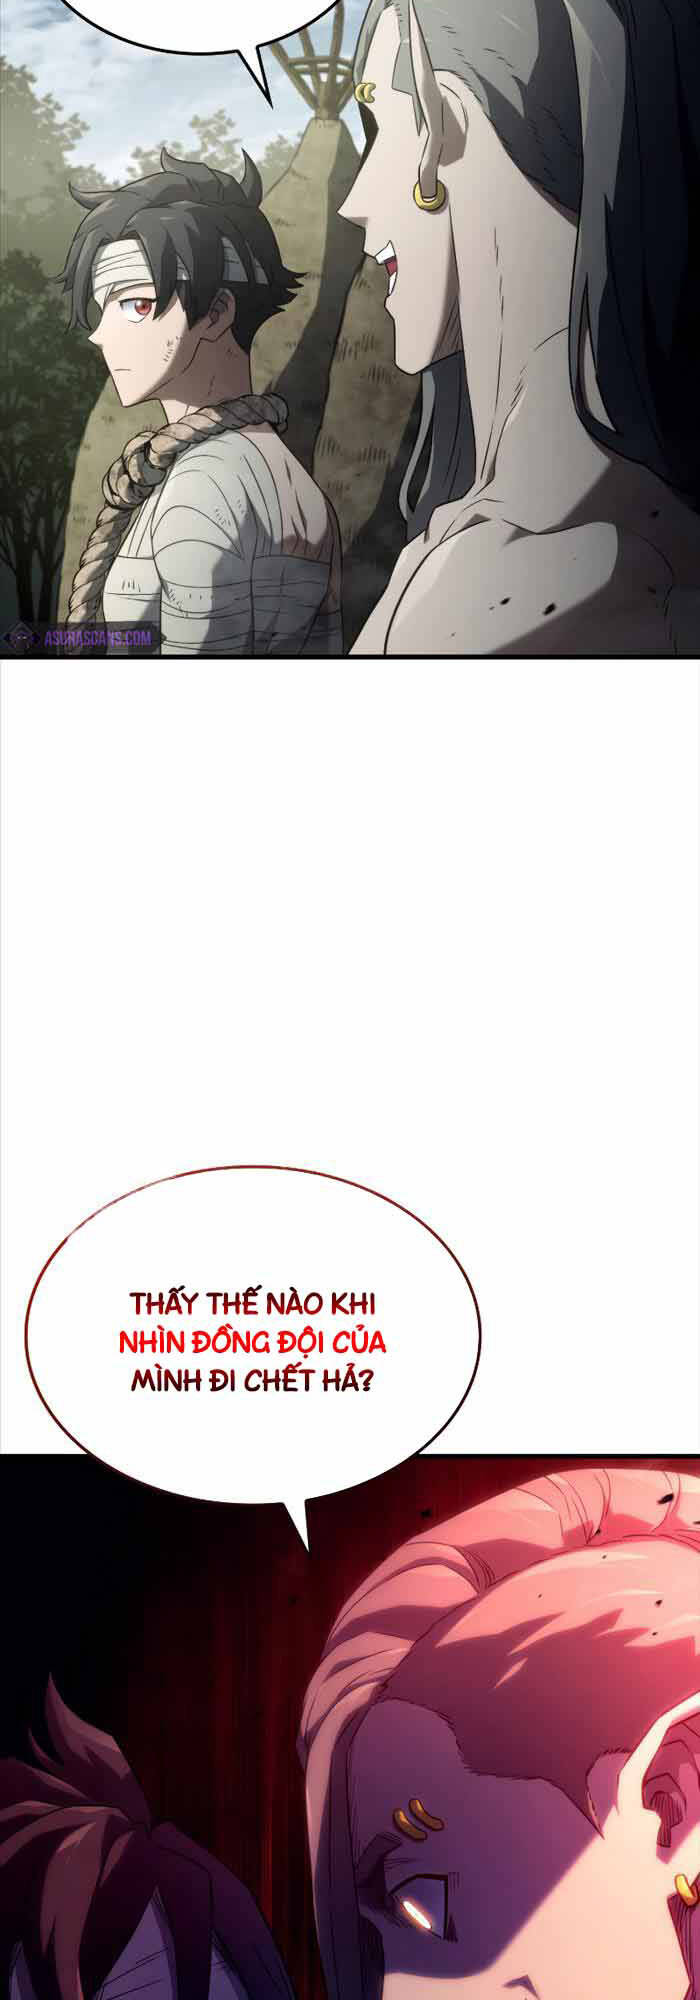 ASURASCANS.COM
THẤY THẾ NÀO KHI
NHÌN ĐỒNG ĐỘI CỦA
MÌNH ĐI CHẾT HẢ?